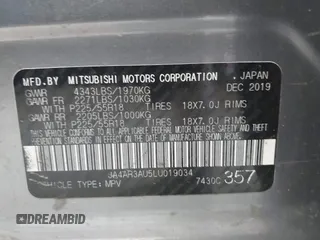 MFD. BY MITSUBISHI MOTORS CORPORATION, JAPAN
GVWR 4343LBS/1970KG DEC 2019
GAWR FR 2271LBS/1030KG
WITH P225/55R18 TIRES 18X7.0J RIMS
GAWR RR 2205LBS/1000KG
WITH P225/55R18 TIRES 18X7.0J RIMS
JA4AR3AU5LU019034
VEHICLE TYPE: MPV 7430C 357
BID.CARS